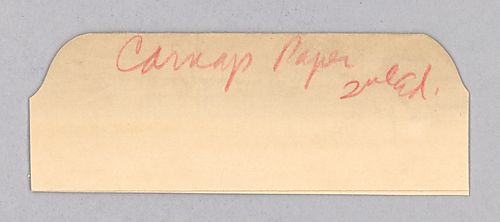 Carnap's Paper
2nd Ed.